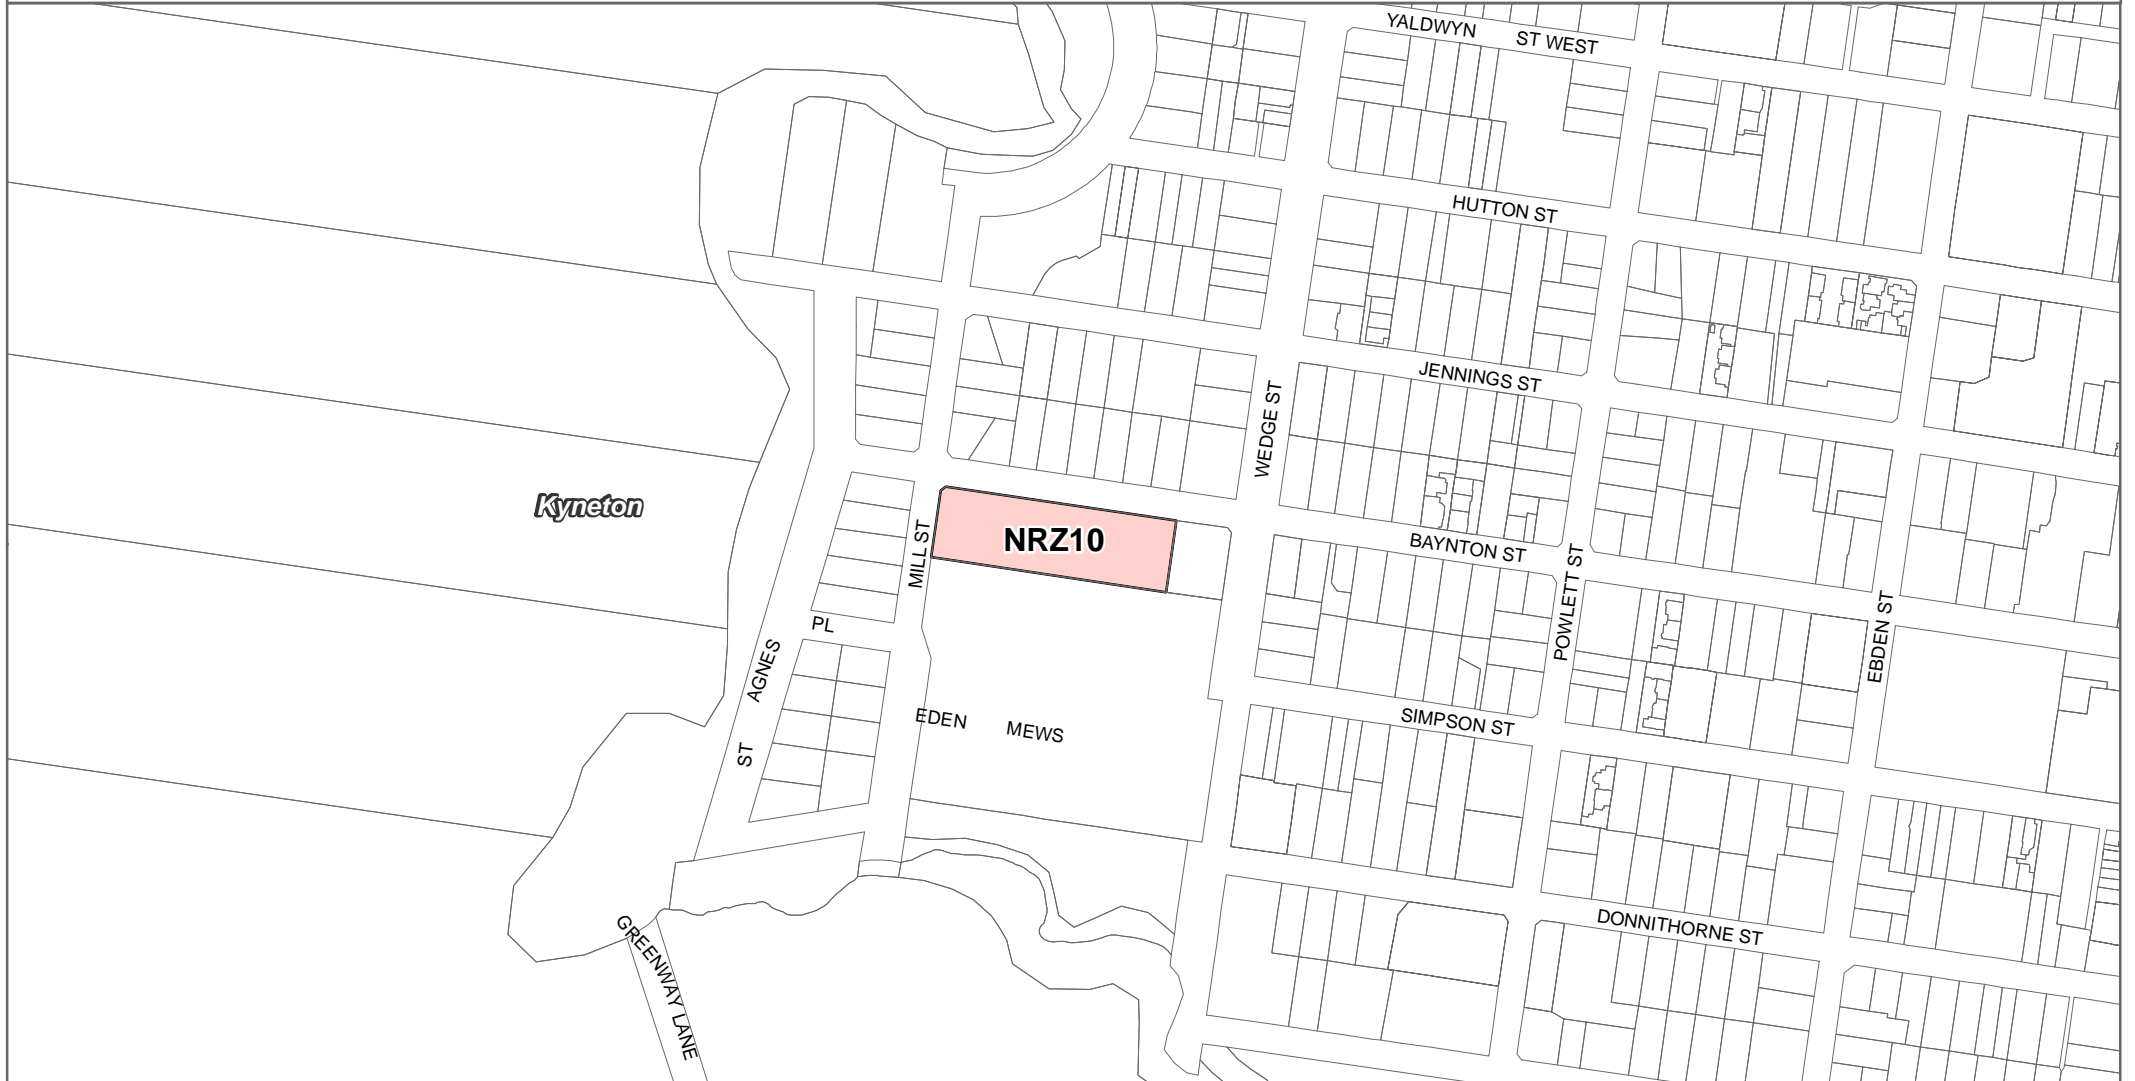 YALDWYN ST WEST
HUTTON ST
JENNINGS ST
WEDGE ST
Kyneton
NRZ10
MILL ST
BAYNTON ST
POWLETT ST
EBDEN ST
PL
AGNES
ST
EDEN MEWS
SIMPSON ST
DONNITHORNE ST
GREENWAY LANE